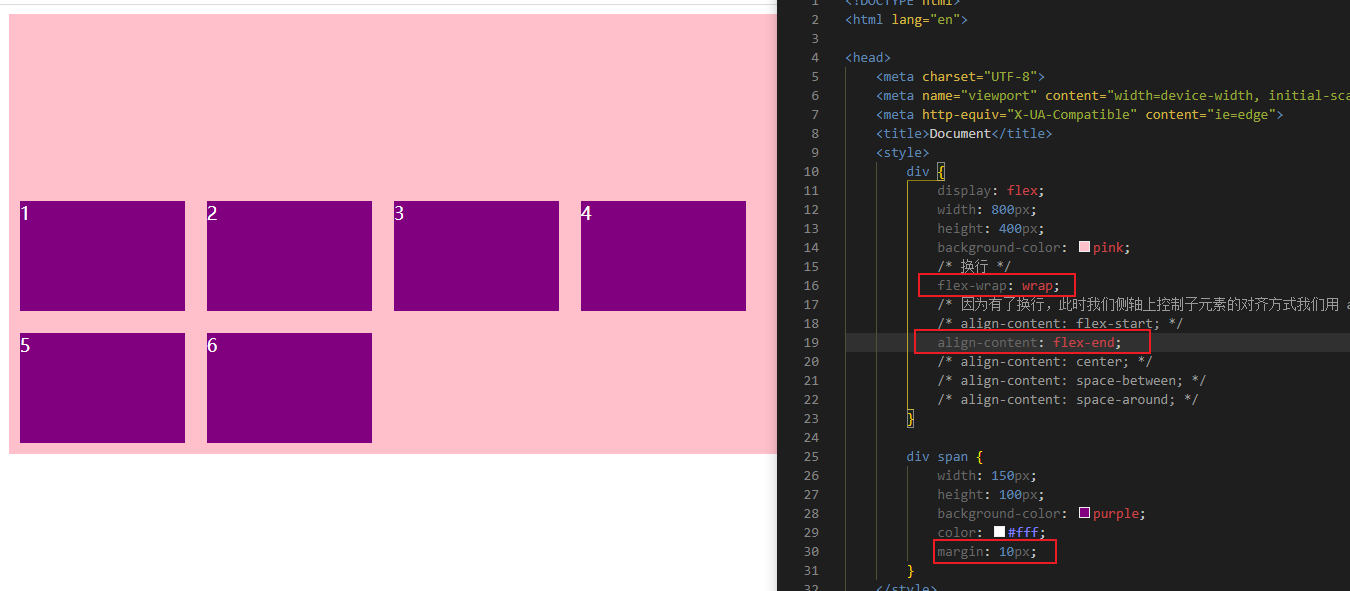 1
2
3
4
5
6
1 <!DOCTYPE html>
2 <html lang="en">
3
4 <head>
5 <meta charset="UTF-8">
6 <meta name="viewport" content="width=device-width, initial-sca
7 <meta http-equiv="X-UA-Compatible" content="ie=edge">
8 <title>Document</title>
9 <style>
10 div {
11 display: flex;
12 width: 800px;
13 height: 400px;
14 background-color: pink;
15 /* 换行 */
16 flex-wrap: wrap;
17 /* 因为有了换行，此时我们侧轴上控制子元素的对齐方式我们用 a
18 /* align-content: flex-start; */
19 align-content: flex-end;
20 /* align-content: center; */
21 /* align-content: space-between; */
22 /* align-content: space-around; */
23 }
24
25 div span {
26 width: 150px;
27 height: 100px;
28 background-color: purple;
29 color: #fff;
30 margin: 10px;
31 }
32 </style>